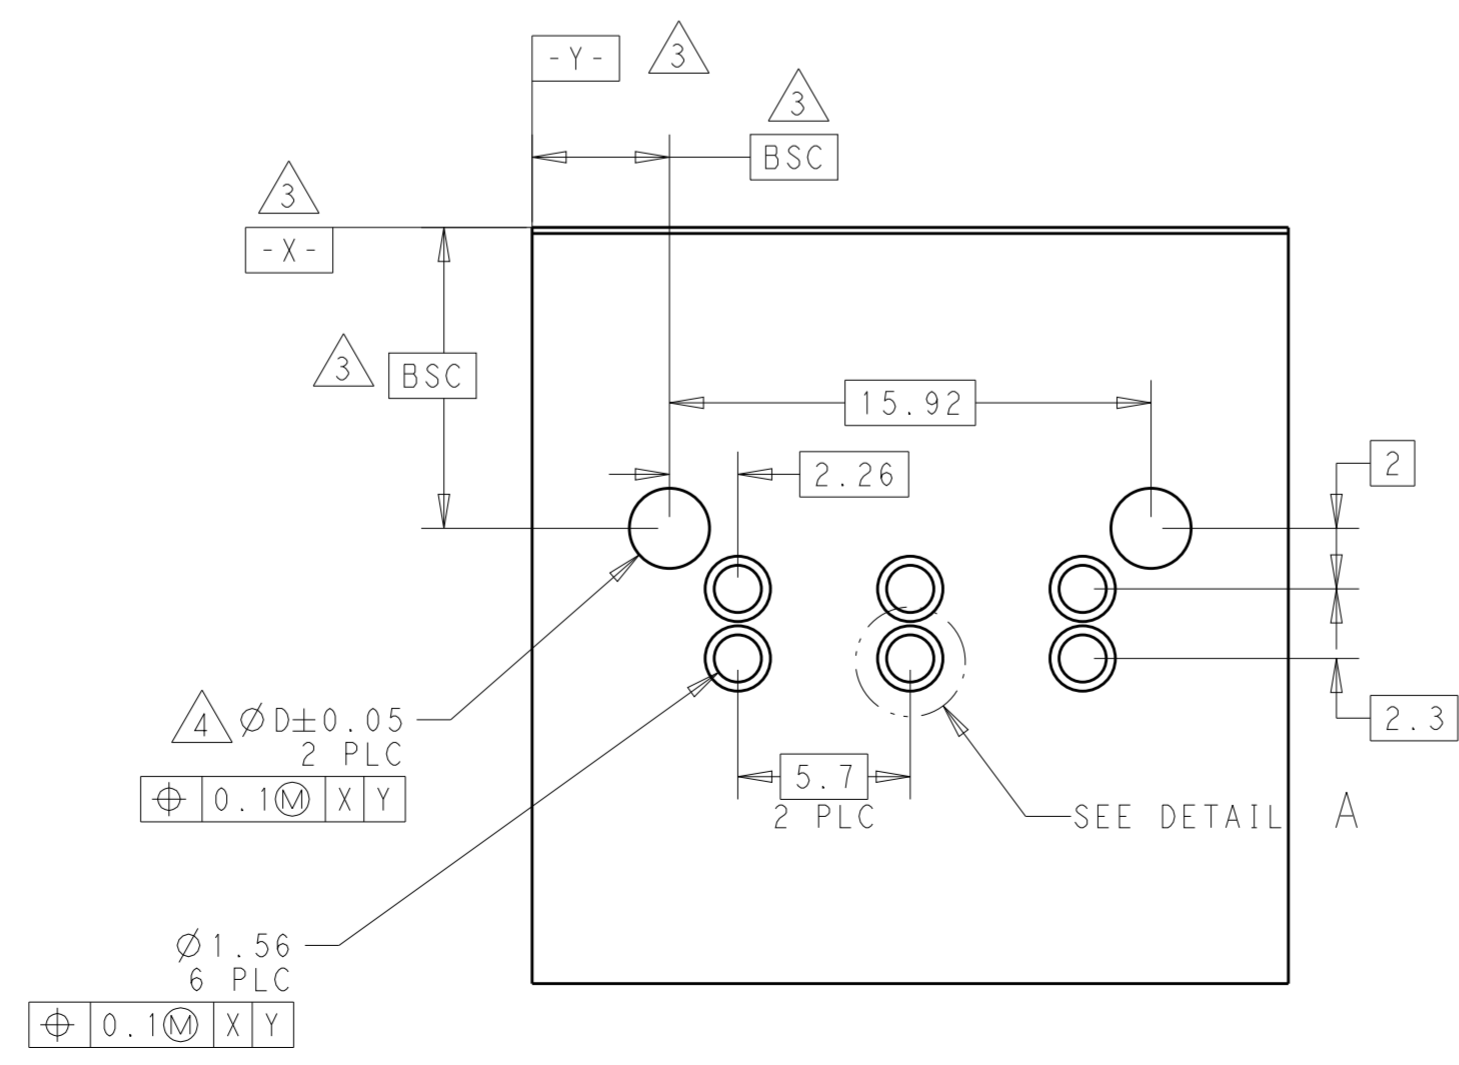 -Y-
3
3
BSC
3
-X-
3
BSC
15.92
2.26
2
4 ØD±0.05
2 PLC
⌖ 0.1Ⓜ X Y
2.3
5.7
2 PLC
SEE DETAIL A
Ø1.56
6 PLC
⌖ 0.1Ⓜ X Y